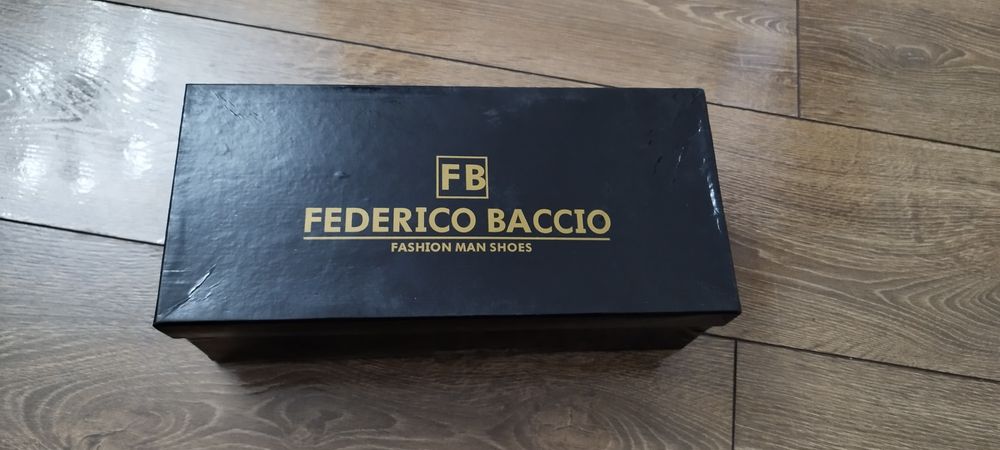 FB
FEDERICO BACCIO
FASHION MAN SHOES